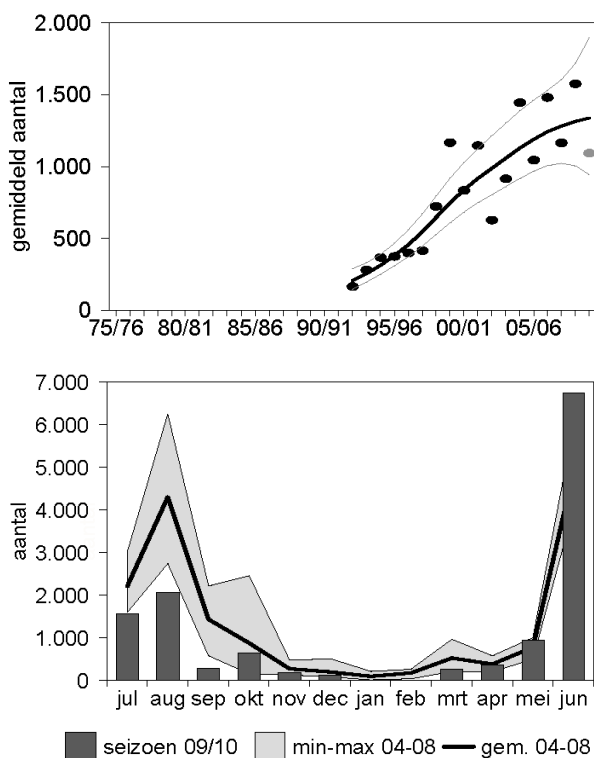 2.000
1.500
1.000
500
0
gemiddeld aantal
75/76 80/81 85/86 90/91 95/96 00/01 05/06
7.000
6.000
5.000
4.000
3.000
2.000
1.000
0
aantal
jul aug sep okt nov dec jan feb mrt apr mei jun
seizoen 09/10 min-max 04-08 gem. 04-08